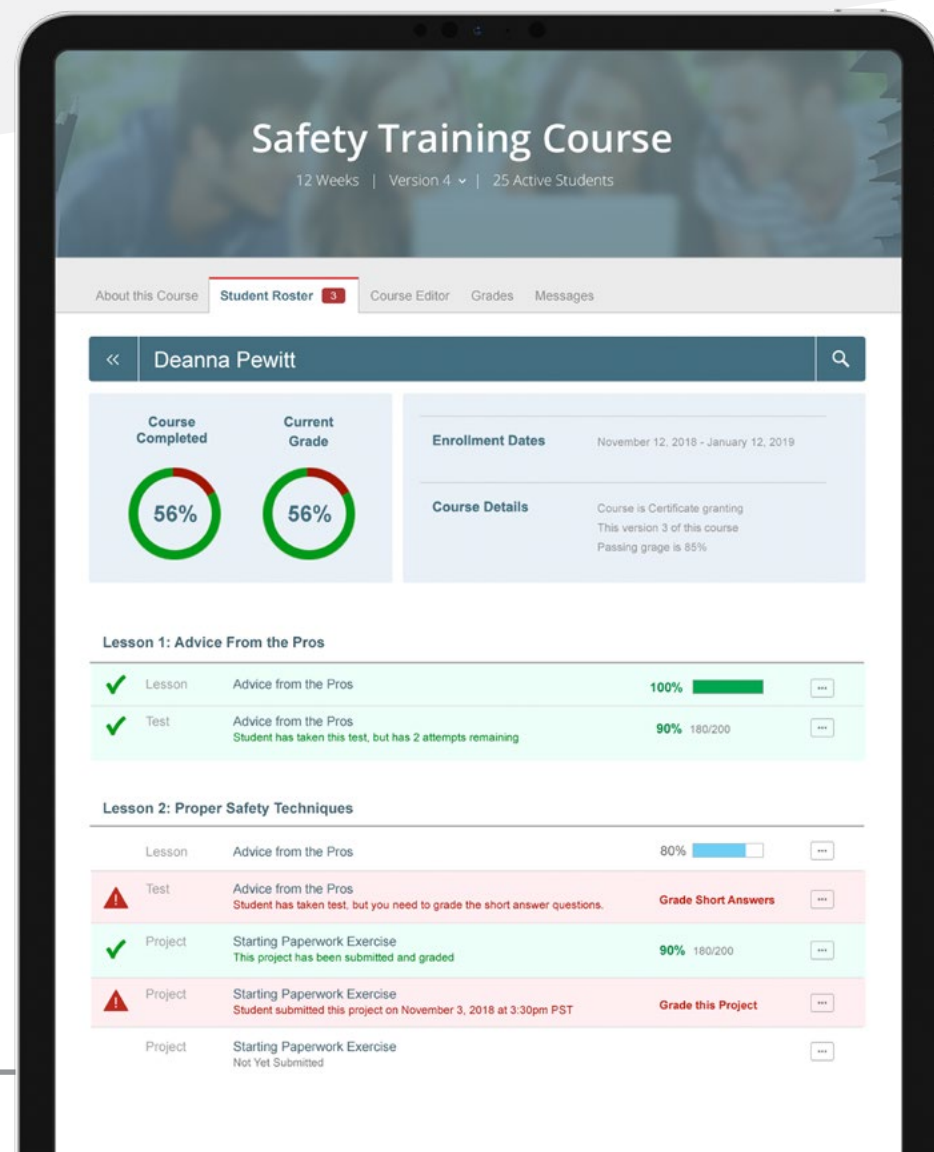 Safety Training Course
12 Weeks | Version 4 | 25 Active Students
About this Course Student Roster 3 Course Editor Grades Messages
« Deanna Pewitt
Course Completed
Current Grade
56%
56%
Enrollment Dates November 12, 2018 - January 12, 2019
Course Details Course is Certificate granting
This version 3 of this course
Passing grage is 85%
Lesson 1: Advice From the Pros
Lesson Advice from the Pros 100% ...
Test Advice from the Pros 90% 180/200 ...
Student has taken this test, but has 2 attempts remaining
Lesson 2: Proper Safety Techniques
Lesson Advice from the Pros 80% ...
Test Advice from the Pros Grade Short Answers ...
Student has taken test, but you need to grade the short answer questions.
Project Starting Paperwork Exercise 90% 180/200 ...
This project has been submitted and graded
Project Starting Paperwork Exercise Grade this Project ...
Student submitted this project on November 3, 2018 at 3:30pm PST
Project Starting Paperwork Exercise ...
Not Yet Submitted